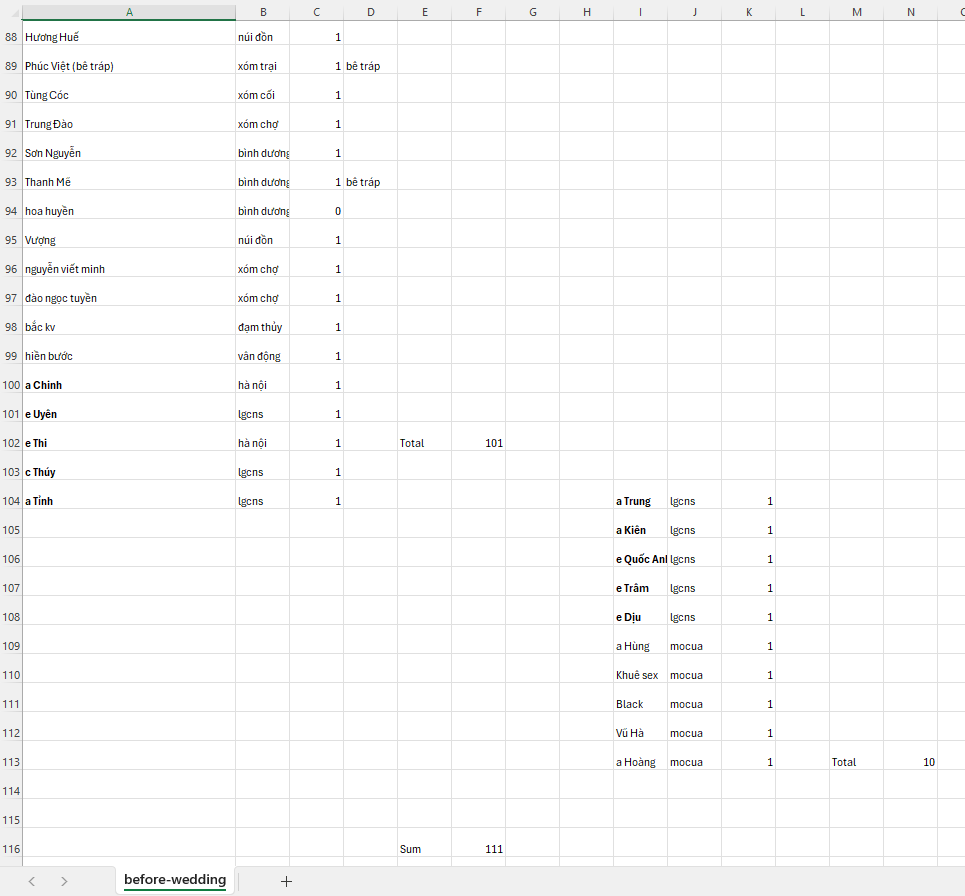 A B C D E F G H I J K L M N
88 Hương Huế núi đồn 1
89 Phúc Việt (bê tráp) xóm trại 1 bê tráp
90 Tùng Cóc xóm cối 1
91 Trung Đào xóm chợ 1
92 Sơn Nguyễn bình dương 1
93 Thanh Mế bình dương 1 bê tráp
94 hoa huyền bình dương 0
95 Vượng núi đồn 1
96 nguyễn viết minh xóm chợ 1
97 đào ngọc tuyền xóm chợ 1
98 bắc kv đạm thủy 1
99 hiền bước vân động 1
100 a Chinh hà nội 1
101 e Uyên lgcns 1
102 e Thi hà nội 1 Total 101
103 c Thúy lgcns 1
104 a Tình lgcns 1 a Trung lgcns 1
105 a Kiên lgcns 1
106 e Quốc Anh lgcns 1
107 e Trâm lgcns 1
108 e Dịu lgcns 1
109 a Hùng mocua 1
110 Khuê sex mocua 1
111 Black mocua 1
112 Vũ Hà mocua 1
113 a Hoàng mocua 1 Total 10
114
115
116 Sum 111
before-wedding